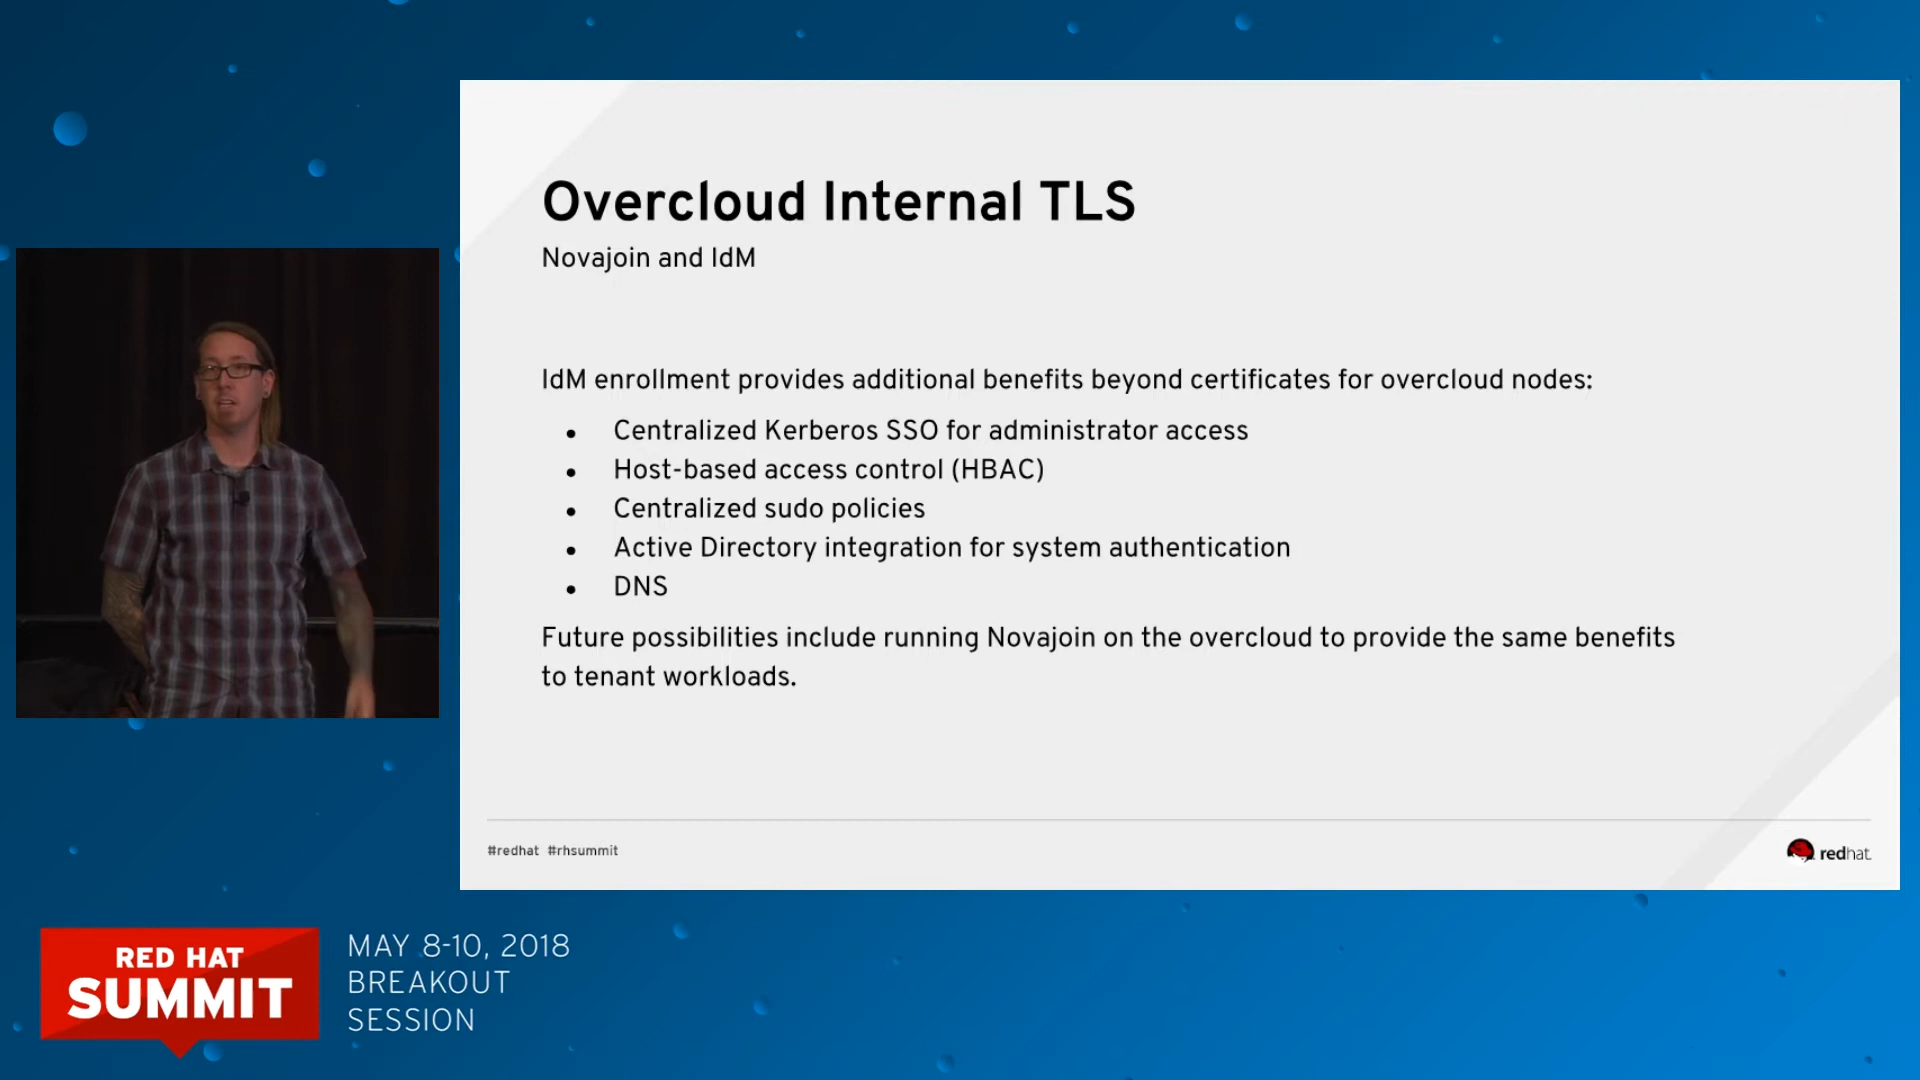 Overcloud Internal TLS
Novajoin and IdM
IdM enrollment provides additional benefits beyond certificates for overcloud nodes:
• Centralized Kerberos SSO for administrator access
• Host-based access control (HBAC)
• Centralized sudo policies
• Active Directory integration for system authentication
• DNS
Future possibilities include running Novajoin on the overcloud to provide the same benefits
to tenant workloads.
#redhat #rhsummit
redhat.
RED HAT
SUMMIT
MAY 8-10, 2018
BREAKOUT
SESSION